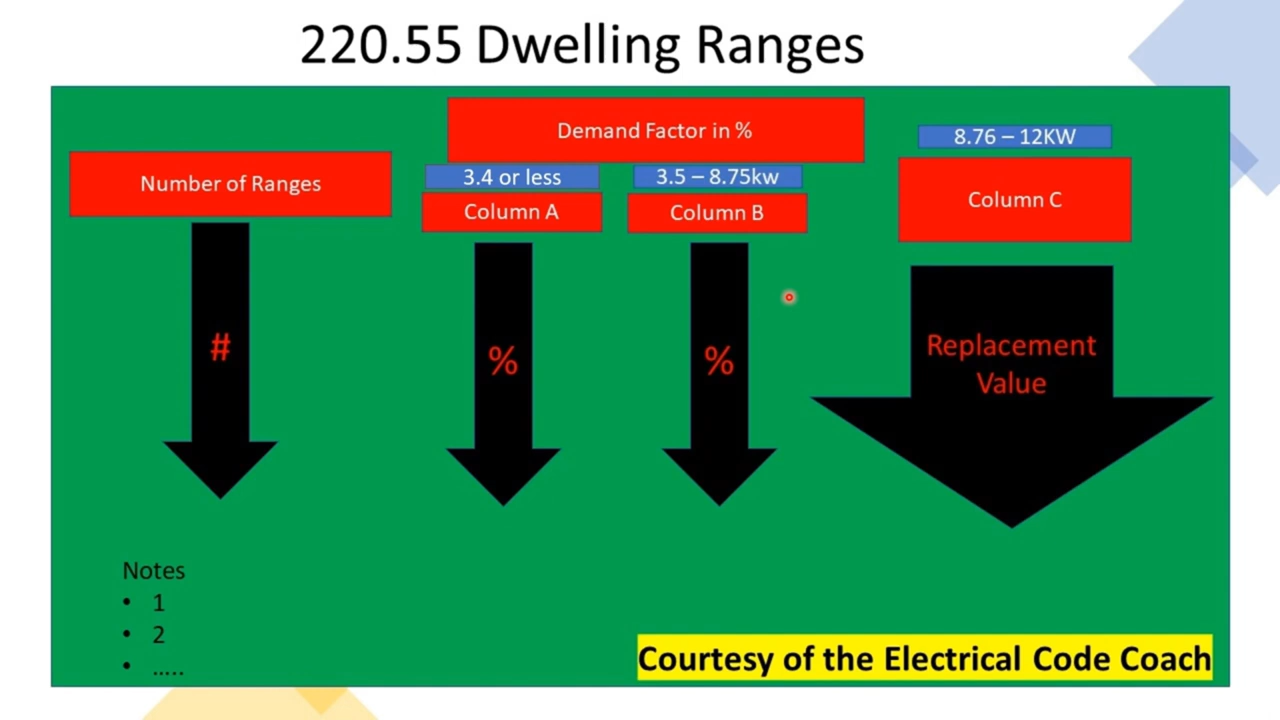 220.55 Dwelling Ranges
Demand Factor in %
8.76 – 12KW
Number of Ranges
3.4 or less
3.5 – 8.75kw
Column A
Column B
Column C
#
%
%
Replacement
Value
Notes
• 1
• 2
• .....
Courtesy of the Electrical Code Coach